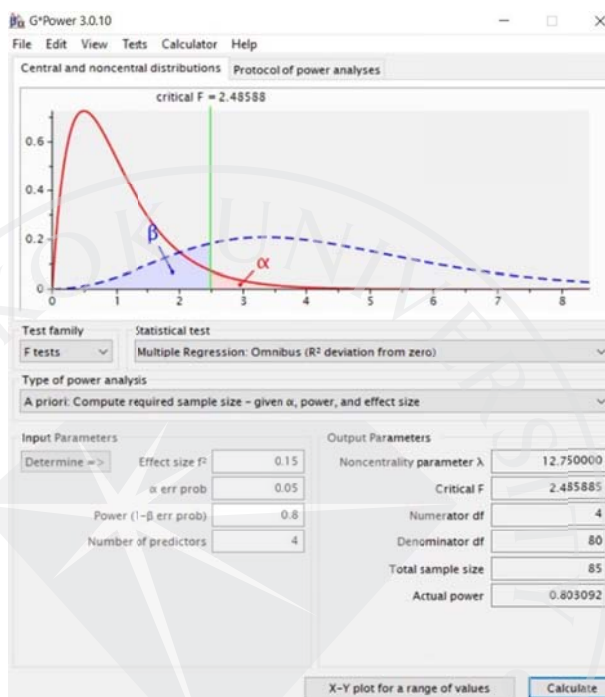 G*Power 3.0.10
File Edit View Tests Calculator Help
Central and noncentral distributions Protocol of power analyses
critical F = 2.48588
0.6
0.4
0.2
0
β
α
0 1 2 3 4 5 6 7 8
Test family Statistical test
F tests Multiple Regression: Omnibus (R² deviation from zero)
Type of power analysis
A priori: Compute required sample size - given α, power, and effect size
Input Parameters Output Parameters
Determine => Effect size f² 0.15 Noncentrality parameter λ 12.750000
α err prob 0.05 Critical F 2.485885
Power (1-β err prob) 0.8 Numerator df 4
Number of predictors 4 Denominator df 80
Total sample size 85
Actual power 0.803092
X-Y plot for a range of values Calculate
OK UNIVERSITY